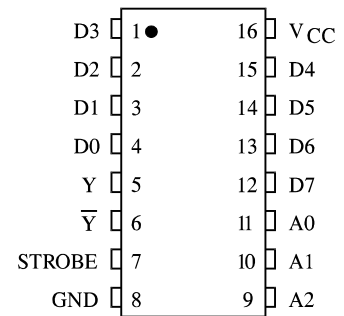 D3 1 16 VCC
D2 2 15 D4
D1 3 14 D5
D0 4 13 D6
Y 5 12 D7
Y̅ 6 11 A0
STROBE 7 10 A1
GND 8 9 A2